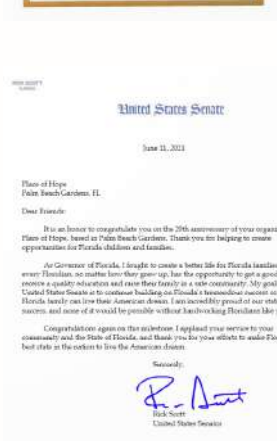 RICK SCOTT
FLORIDA
United States Senate
June 11, 2021
Place of Hope
Palm Beach Gardens, FL
Dear Friends:
It is an honor to congratulate you on the 20th anniversary of your organi
Place of Hope, based in Palm Beach Gardens. Thank you for helping to create
opportunities for Florida children and families.
As Governor of Florida, I fought to create a better life for Florida families
every Floridian, no matter how they grew up, has the opportunity to get a good
receive a quality education and raise their family in a safe community. My goal
United States Senate is to continue building on Florida's tremendous success so
Florida family can live their American dream. I am incredibly proud of our stat
success, and none of it would be possible without hardworking Floridians like
Congratulations again on this milestone. I applaud your service to your
community and the State of Florida, and thank you for your efforts to make Flo
best state in the nation to live the American dream.
Sincerely,
Rick Scott
United States Senator